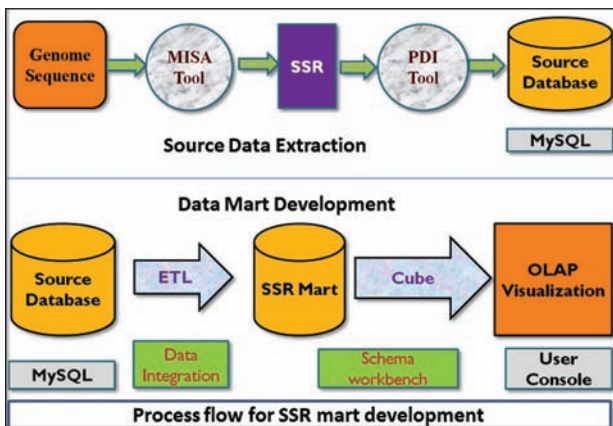 Genome
Sequence
MISA
Tool
SSR
PDI
Tool
Source
Database
Source Data Extraction
MySQL
Data Mart Development
Source
Database
ETL
SSR Mart
Cube
OLAP
Visualization
MySQL
Data
Integration
Schema
workbench
User
Console
Process flow for SSR mart development